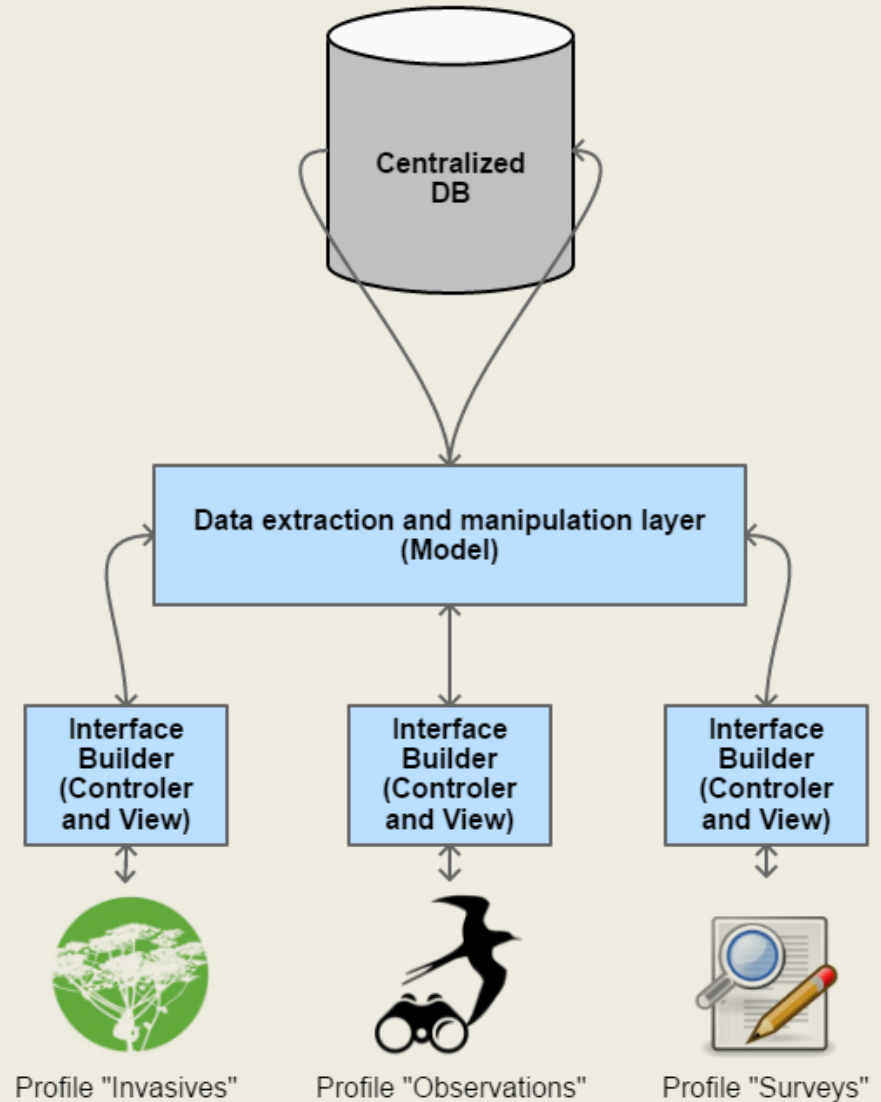 Centralized
DB
Data extraction and manipulation layer
(Model)
Interface
Builder
(Controler
and View)
Interface
Builder
(Controler
and View)
Interface
Builder
(Controler
and View)
Profile "Invasives"
Profile "Observations"
Profile "Surveys"